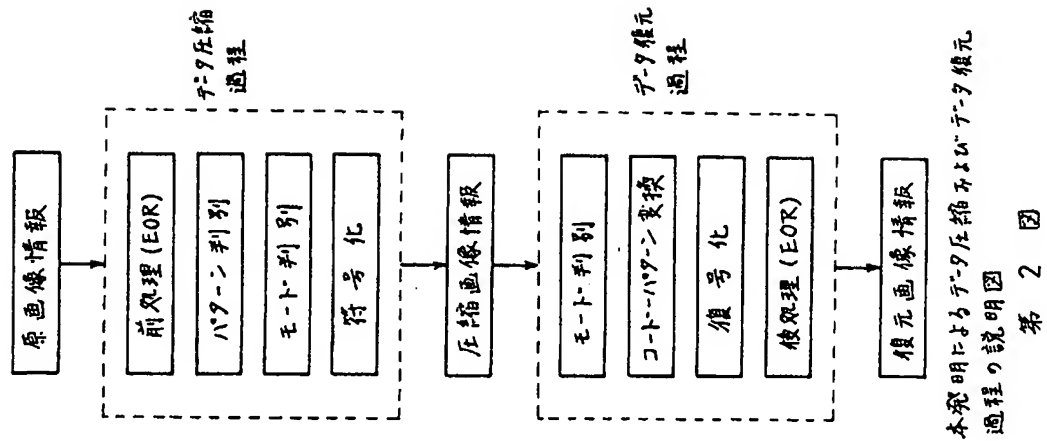 原画像情報
前処理(EOR)
パターン判別
モード判別
符号化
データ圧縮
過程
圧縮画像情報
モード判別
コード-パターン変換
復号化
後処理(EOR)
データ復元
過程
復元画像情報
本発明によるデータ圧縮およびデータ復元
過程の説明図
第 2 図